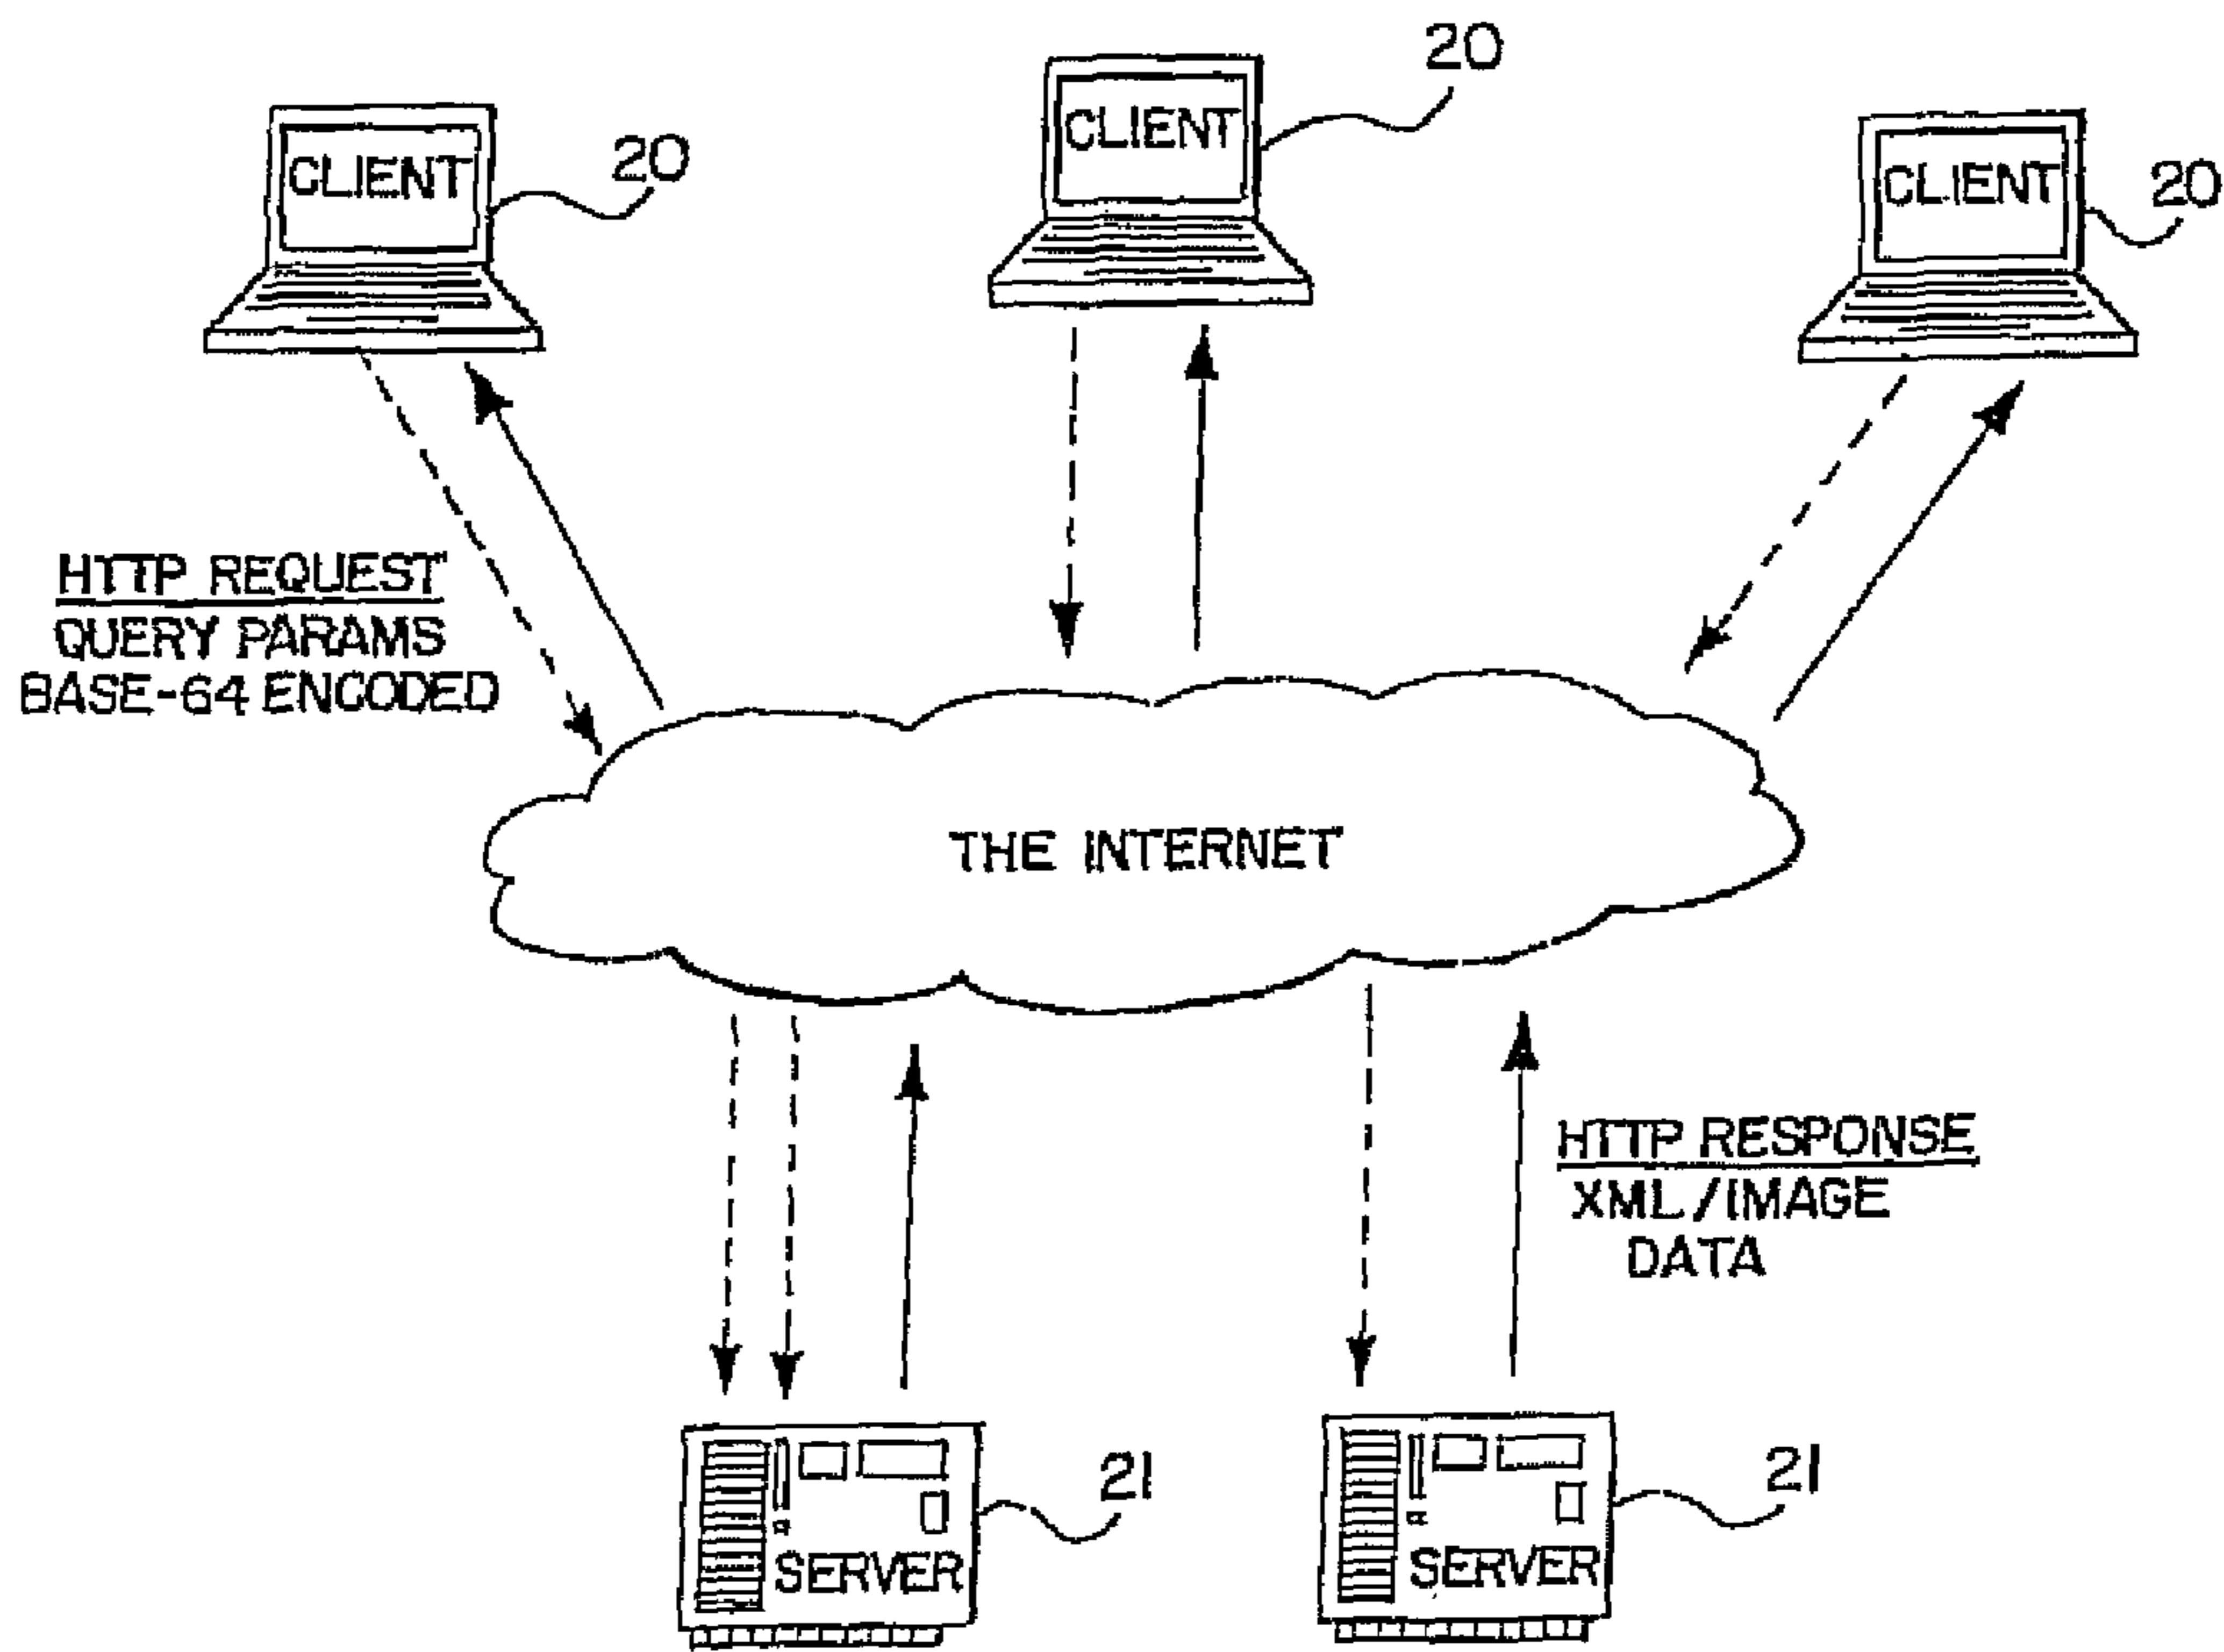 20
CLIENT
20
CLIENT
CLIENT
20
HTTP REQUEST
QUERY PARAMS
BASE-64 ENCODED
THE INTERNET
HTTP RESPONSE
XML/IMAGE
DATA
21
SERVER
21
SERVER